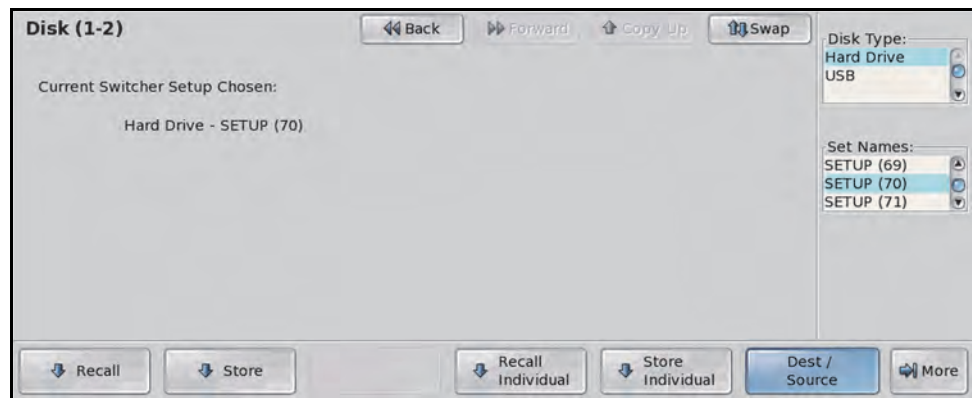 Disk (1-2)
Back
Forward
Copy Up
Swap
Current Switcher Setup Chosen:
Hard Drive - SETUP (70)
Disk Type:
Hard Drive
USB
Set Names:
SETUP (69)
SETUP (70)
SETUP (71)
Recall
Store
Recall
Individual
Store
Individual
Dest /
Source
More